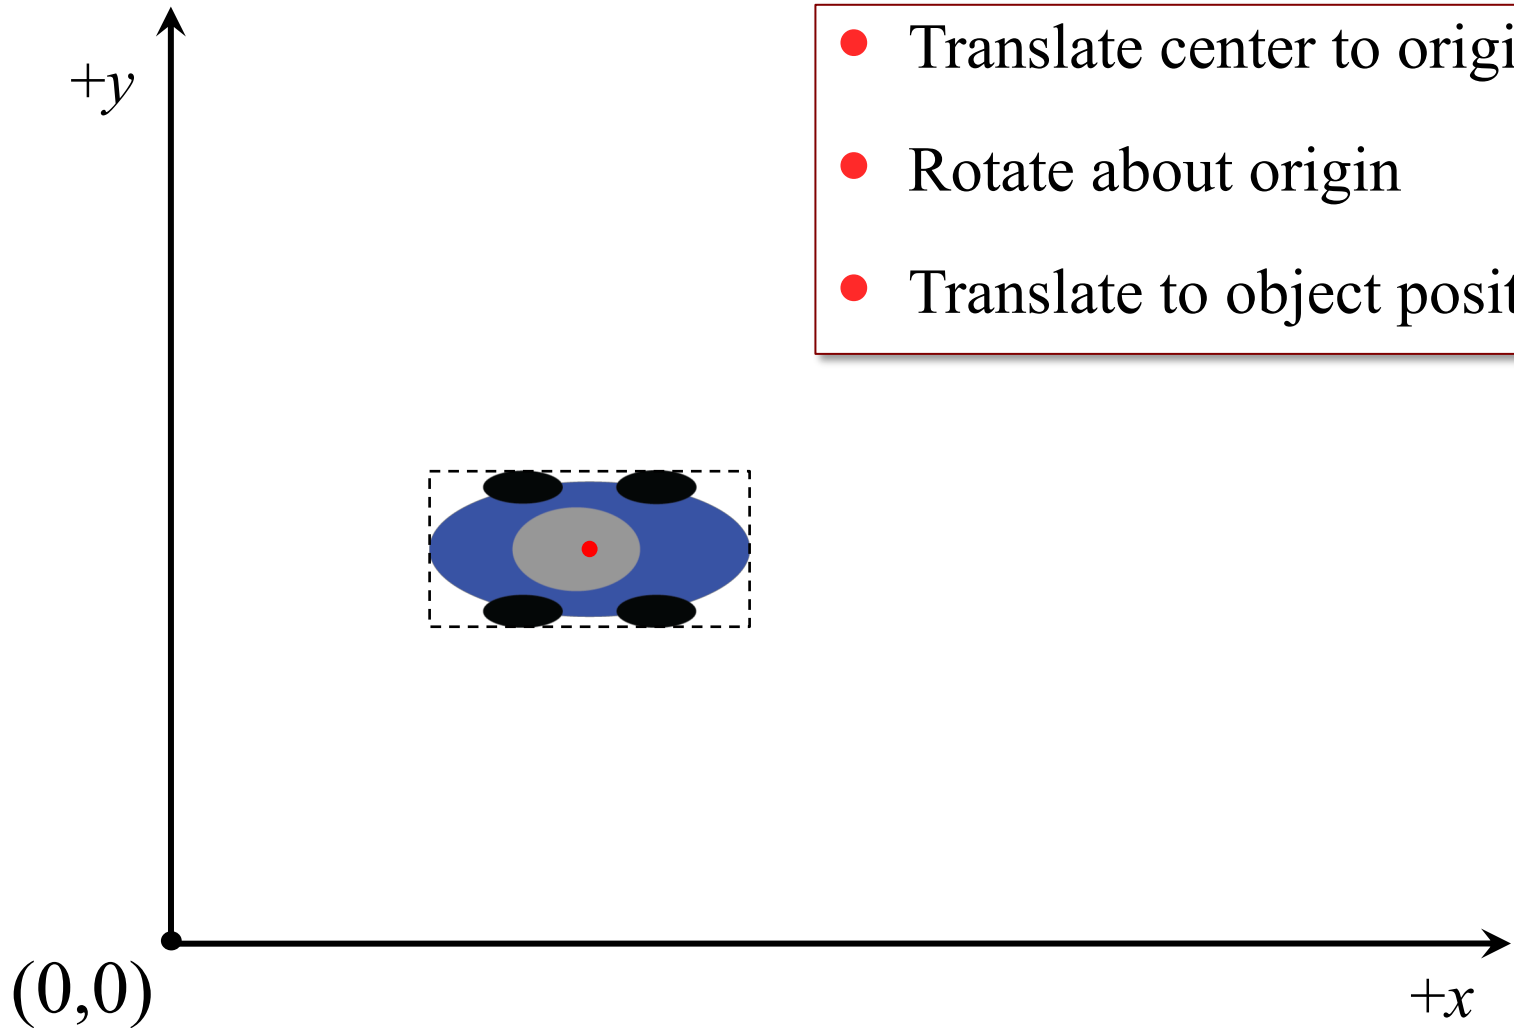 +y
Translate center to origi
Rotate about origin
Translate to object posit
(0,0)
+x